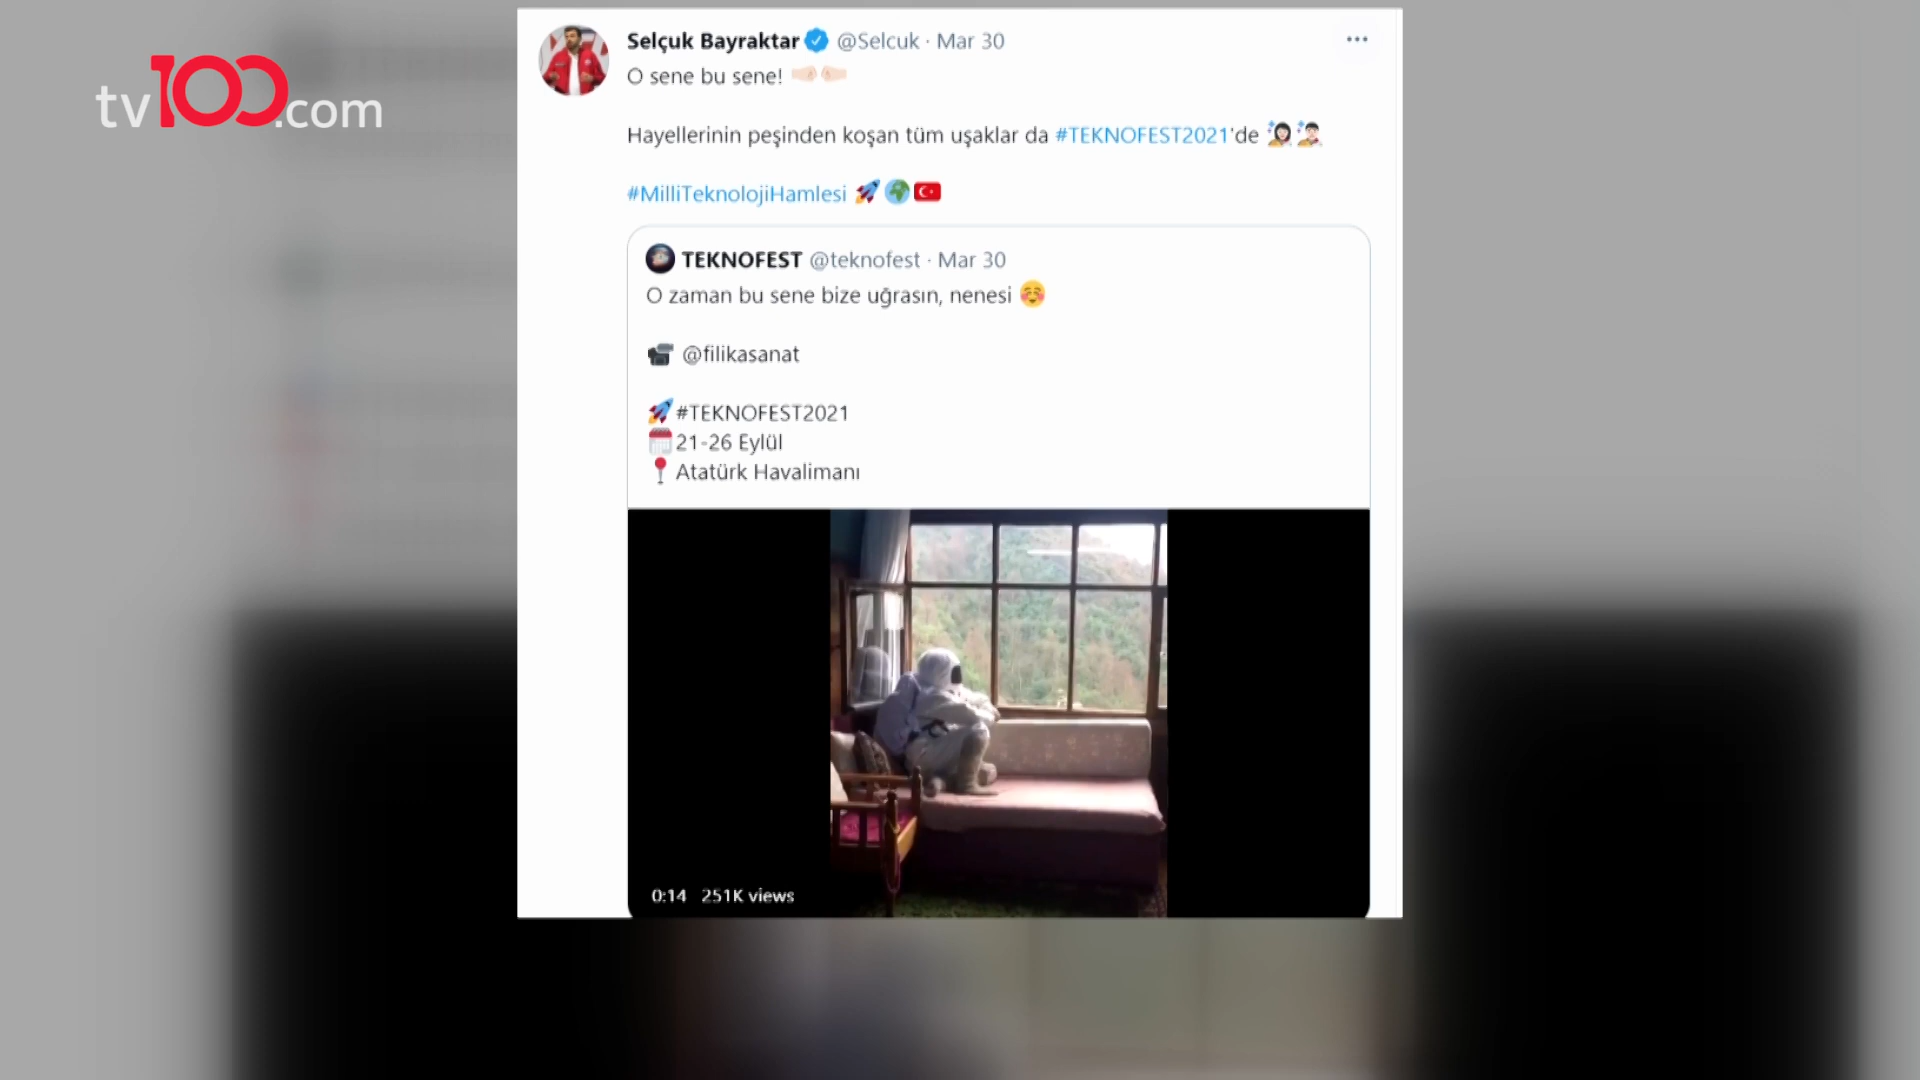 tv100.com
Selçuk Bayraktar @Selcuk · Mar 30
O sene bu sene! 🤜🏻🤛🏻
Hayellerinin peşinden koşan tüm uşaklar da #TEKNOFEST2021'de 👩🏻‍🚀👨🏻‍🚀
#MilliTeknolojiHamlesi 🚀🌍🇹🇷
TEKNOFEST @teknofest · Mar 30
O zaman bu sene bize uğrasın, nenesi ☺️
📹 @filikasanat
🚀#TEKNOFEST2021
🗓21-26 Eylül
📍Atatürk Havalimanı
0:14 251K views